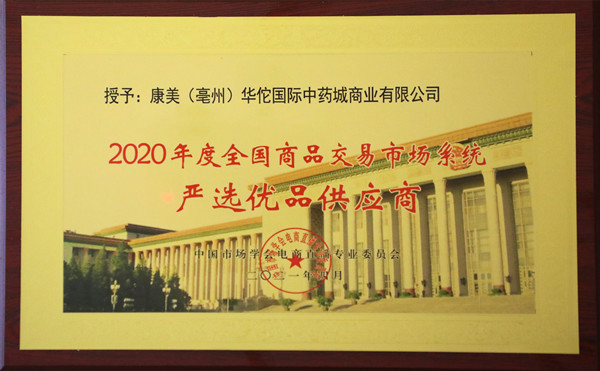 授予：康美（亳州）华佗国际中药城商业有限公司
2020年度全国商品交易市场系统
严选优品供应商
中国市场学会电商直播专业委员会
二〇二一年四月